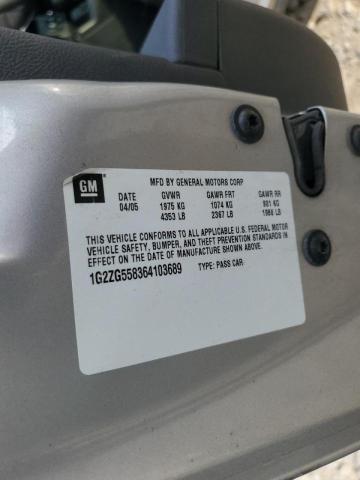 GM
MFG BY GENERAL MOTORS CORP
DATE GVWR GAWR FRT GAWR RR
04/05 1975 KG 1074 KG 901 KG
4353 LB 2367 LB 1986 LB
THIS VEHICLE CONFORMS TO ALL APPLICABLE U.S. FEDERAL MOTOR
VEHICLE SAFETY, BUMPER, AND THEFT PREVENTION STANDARDS IN
EFFECT ON THE DATE OF MANUFACTURE SHOWN ABOVE.
1G2ZG558364103689 TYPE: PASS CAR